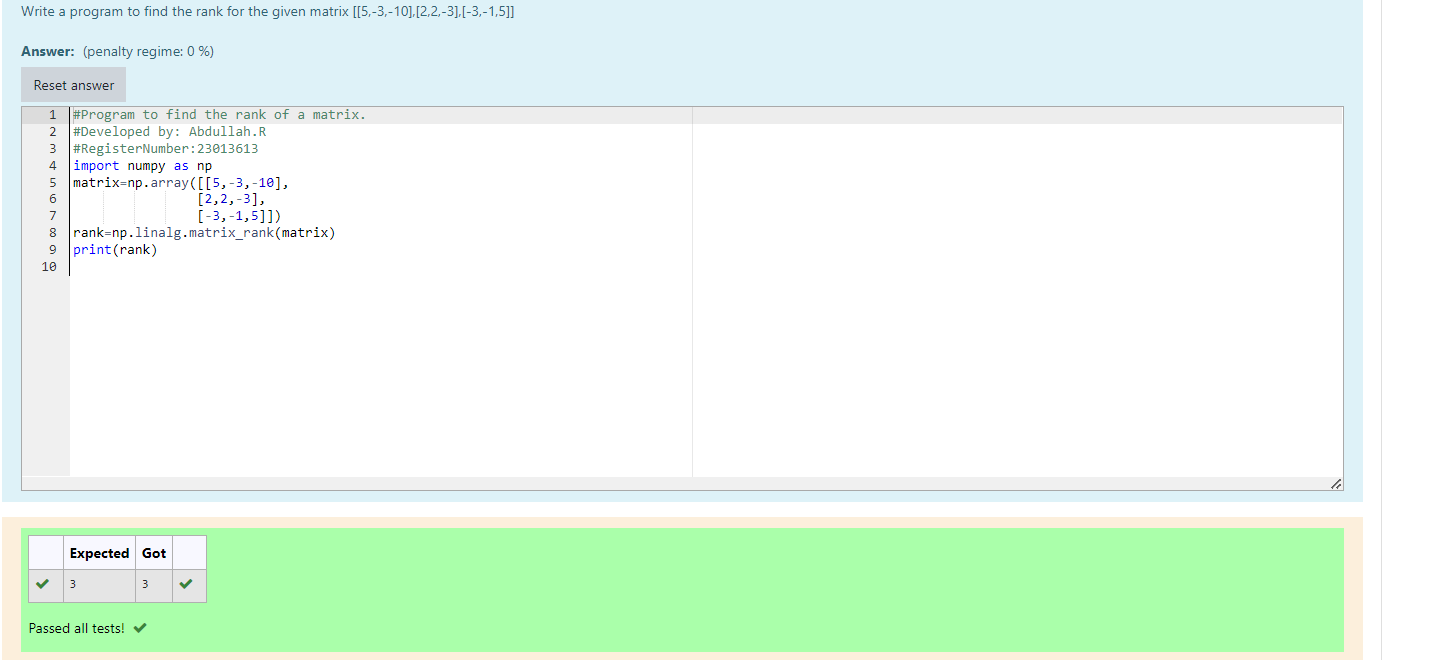 Write a program to find the rank for the given matrix [[5,-3,-10],[2,2,-3],[-3,-1,5]]
Answer: (penalty regime: 0 %)
Reset answer
1 #Program to find the rank of a matrix.
2 #Developed by: Abdullah.R
3 #RegisterNumber:23013613
4 import numpy as np
5 matrix=np.array([[5,-3,-10],
6                 [2,2,-3],
7                 [-3,-1,5]])
8 rank=np.linalg.matrix_rank(matrix)
9 print(rank)
10
Expected Got
3 3
Passed all tests!